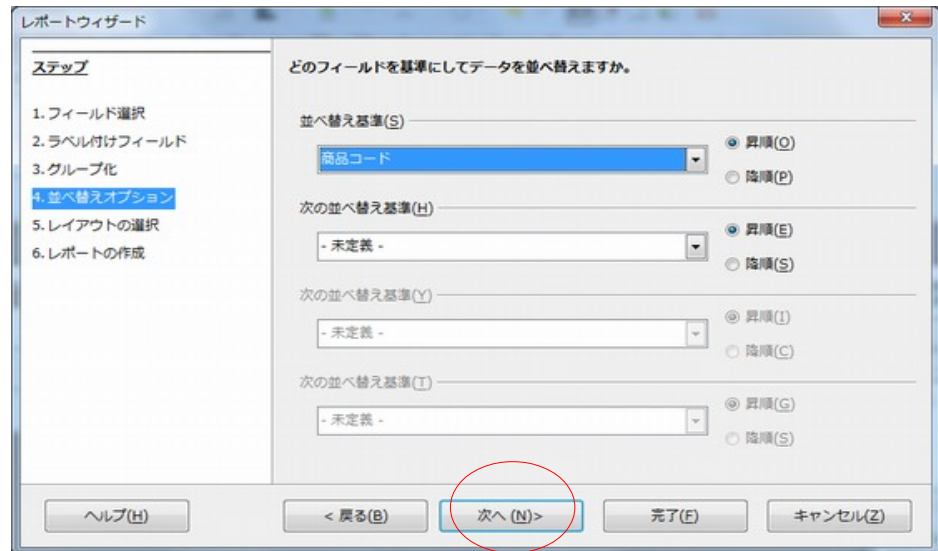 レポートウィザード
ステップ
1.フィールド選択
2.ラベル付けフィールド
3.グループ化
4.並べ替えオプション
5.レイアウトの選択
6.レポートの作成
どのフィールドを基準にしてデータを並べ替えますか。
並べ替え基準(S)
商品コード
昇順(O)
降順(P)
次の並べ替え基準(H)
- 未定義 -
昇順(E)
降順(S)
次の並べ替え基準(Y)
- 未定義 -
昇順(I)
降順(C)
次の並べ替え基準(T)
- 未定義 -
昇順(G)
降順(S)
ヘルプ(H)
< 戻る(B)
次へ (N)>
完了(F)
キャンセル(Z)